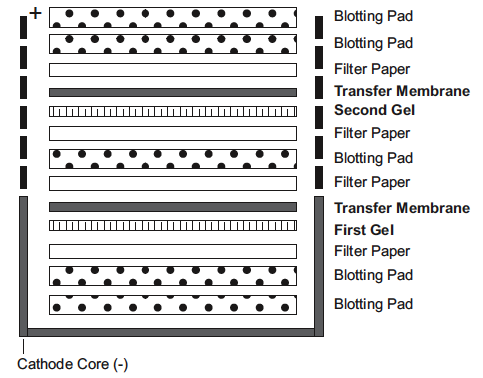 +
Blotting Pad
Blotting Pad
Filter Paper
Transfer Membrane
Second Gel
Filter Paper
Blotting Pad
Filter Paper
Transfer Membrane
First Gel
Filter Paper
Blotting Pad
Blotting Pad
Cathode Core (-)